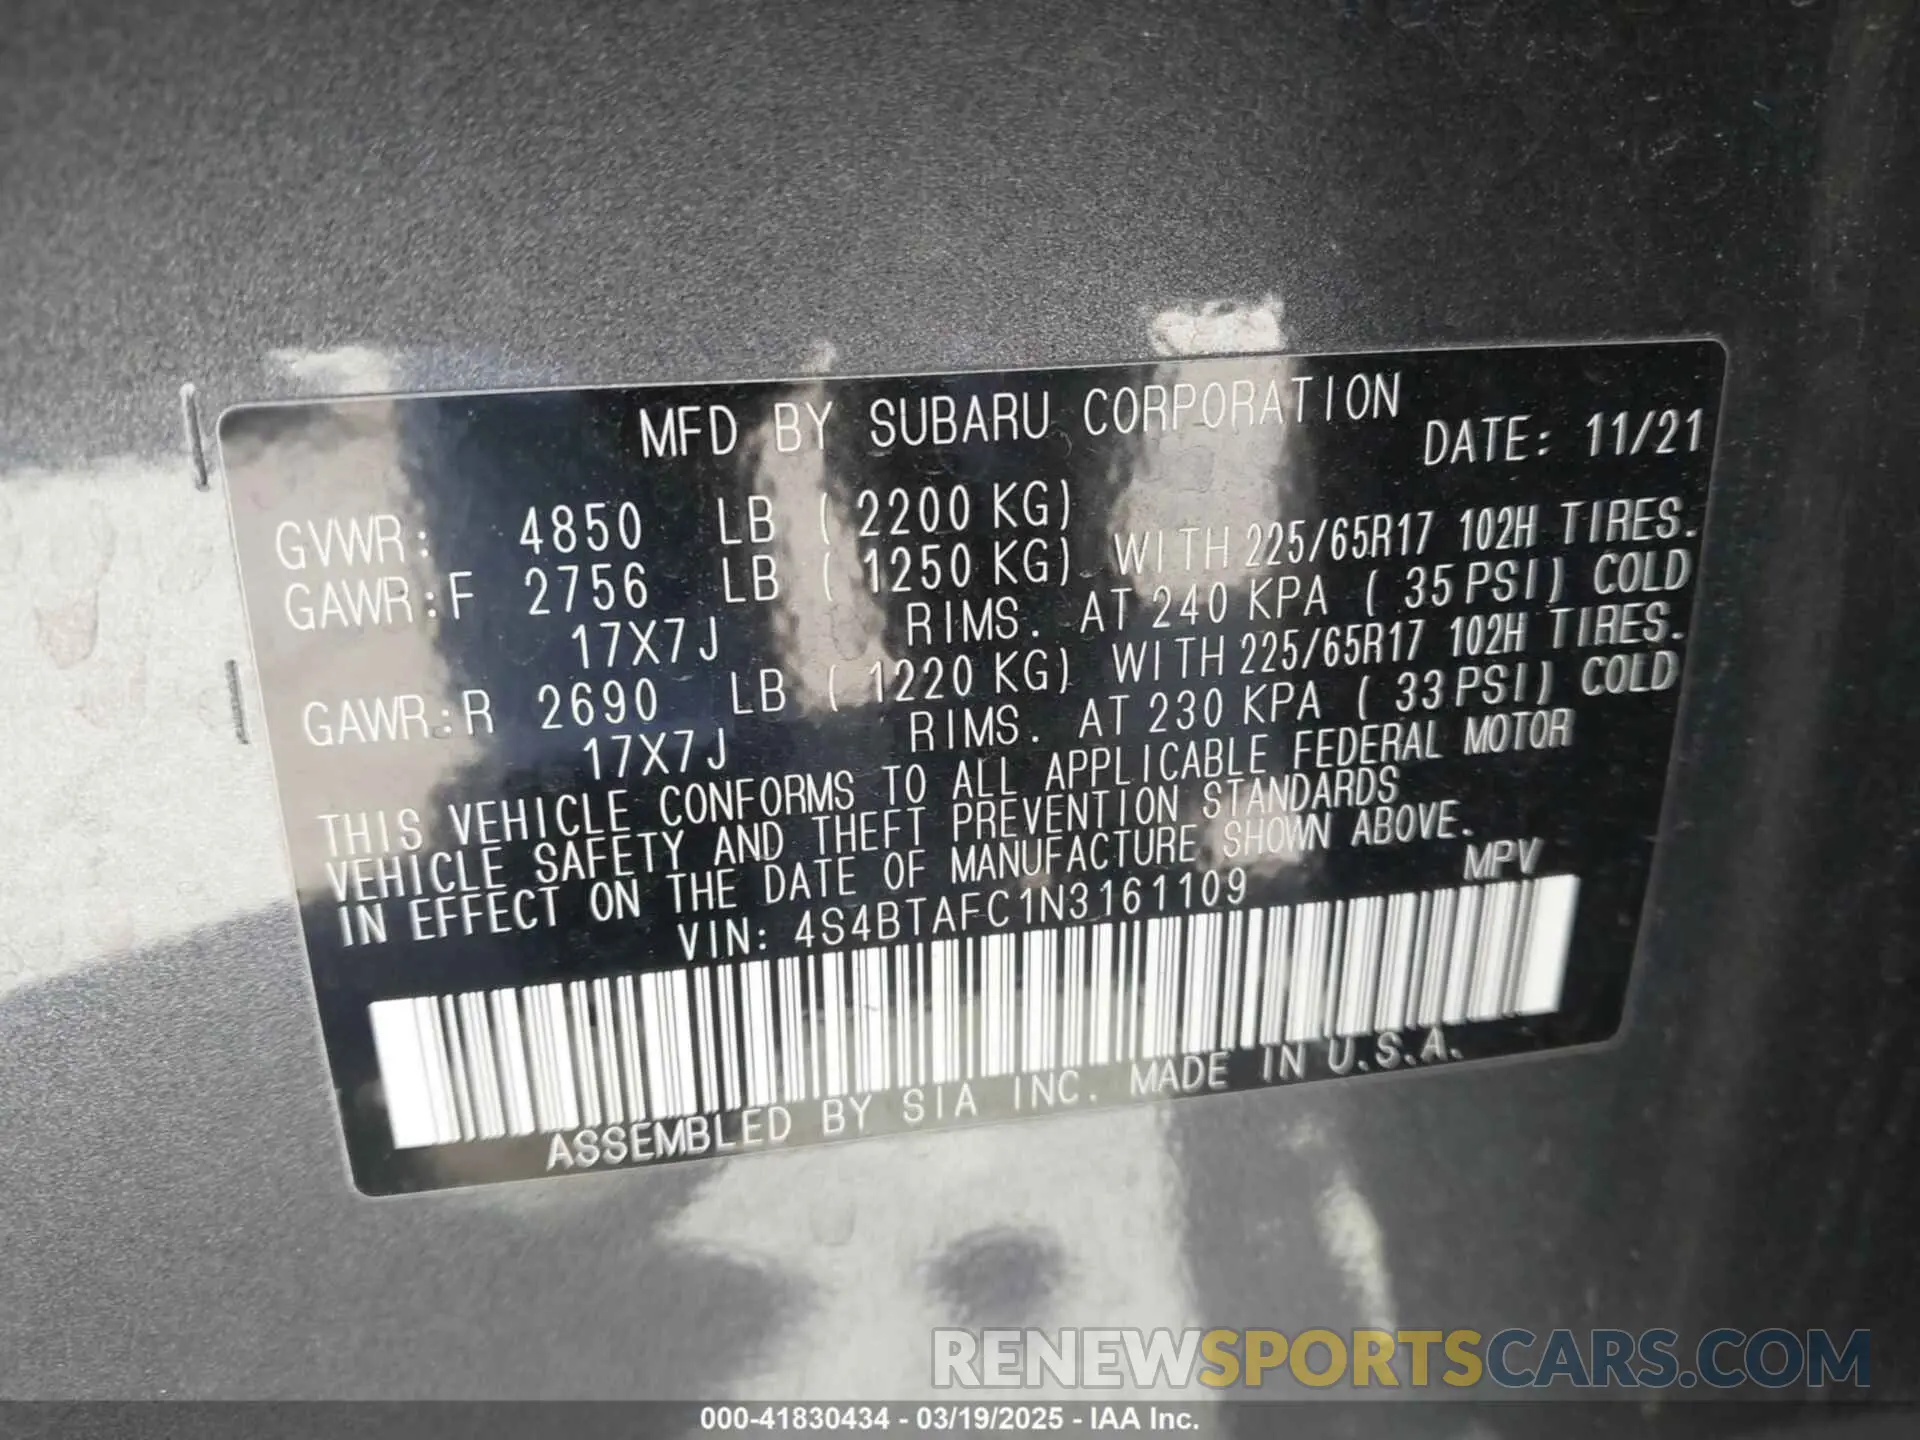 MFD BY SUBARU CORPORATION
DATE: 11/21
GVWR: 4850 LB ( 2200 KG)
GAWR:F 2756 LB ( 1250 KG) WITH 225/65R17 102H TIRES.
17X7J RIMS. AT 240 KPA ( 35 PSI) COLD
GAWR:R 2690 LB ( 1220 KG) WITH 225/65R17 102H TIRES.
17X7J RIMS. AT 230 KPA ( 33 PSI) COLD
THIS VEHICLE CONFORMS TO ALL APPLICABLE FEDERAL MOTOR
VEHICLE SAFETY AND THEFT PREVENTION STANDARDS
IN EFFECT ON THE DATE OF MANUFACTURE SHOWN ABOVE.
VIN: 4S4BTAFC1N3161109 MPV
ASSEMBLED BY SIA INC. MADE IN U.S.A.
RENEWSPORTSCARS.COM
000-41830434 - 03/19/2025 - IAA Inc.